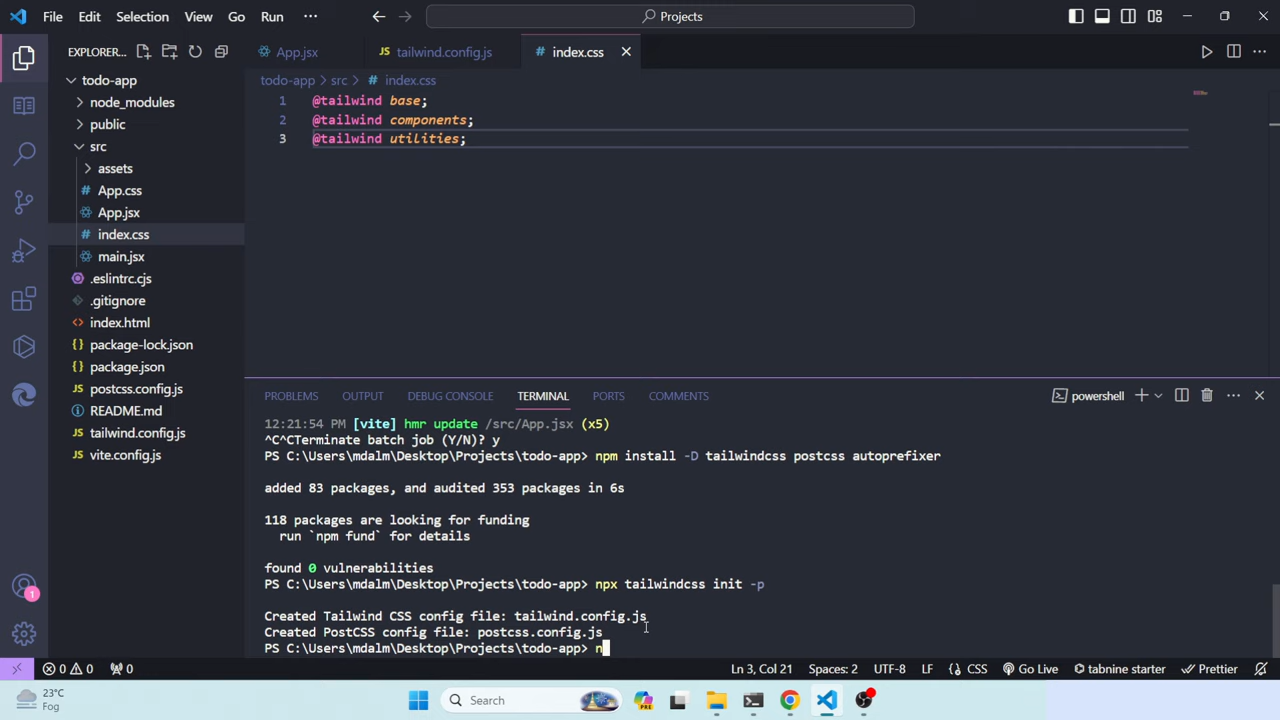 File Edit Selection View Go Run ··· Projects
EXPLORER...
todo-app
node_modules
public
src
assets
App.css
App.jsx
index.css
main.jsx
.eslintrc.cjs
.gitignore
index.html
package-lock.json
package.json
postcss.config.js
README.md
tailwind.config.js
vite.config.js
App.jsx JS tailwind.config.js # index.css
todo-app > src > # index.css
1 @tailwind base;
2 @tailwind components;
3 @tailwind utilities;
PROBLEMS OUTPUT DEBUG CONSOLE TERMINAL PORTS COMMENTS powershell
12:21:54 PM [vite] hmr update /src/App.jsx (x5)
^C^CTerminate batch job (Y/N)? y
PS C:\Users\mdalm\Desktop\Projects\todo-app> npm install -D tailwindcss postcss autoprefixer
added 83 packages, and audited 353 packages in 6s
118 packages are looking for funding
run `npm fund` for details
found 0 vulnerabilities
PS C:\Users\mdalm\Desktop\Projects\todo-app> npx tailwindcss init -p
Created Tailwind CSS config file: tailwind.config.js
Created PostCSS config file: postcss.config.js
PS C:\Users\mdalm\Desktop\Projects\todo-app> n
1
0 0 0 Ln 3, Col 21 Spaces: 2 UTF-8 LF CSS Go Live tabnine starter Prettier
23°C
Fog
Search
PRE